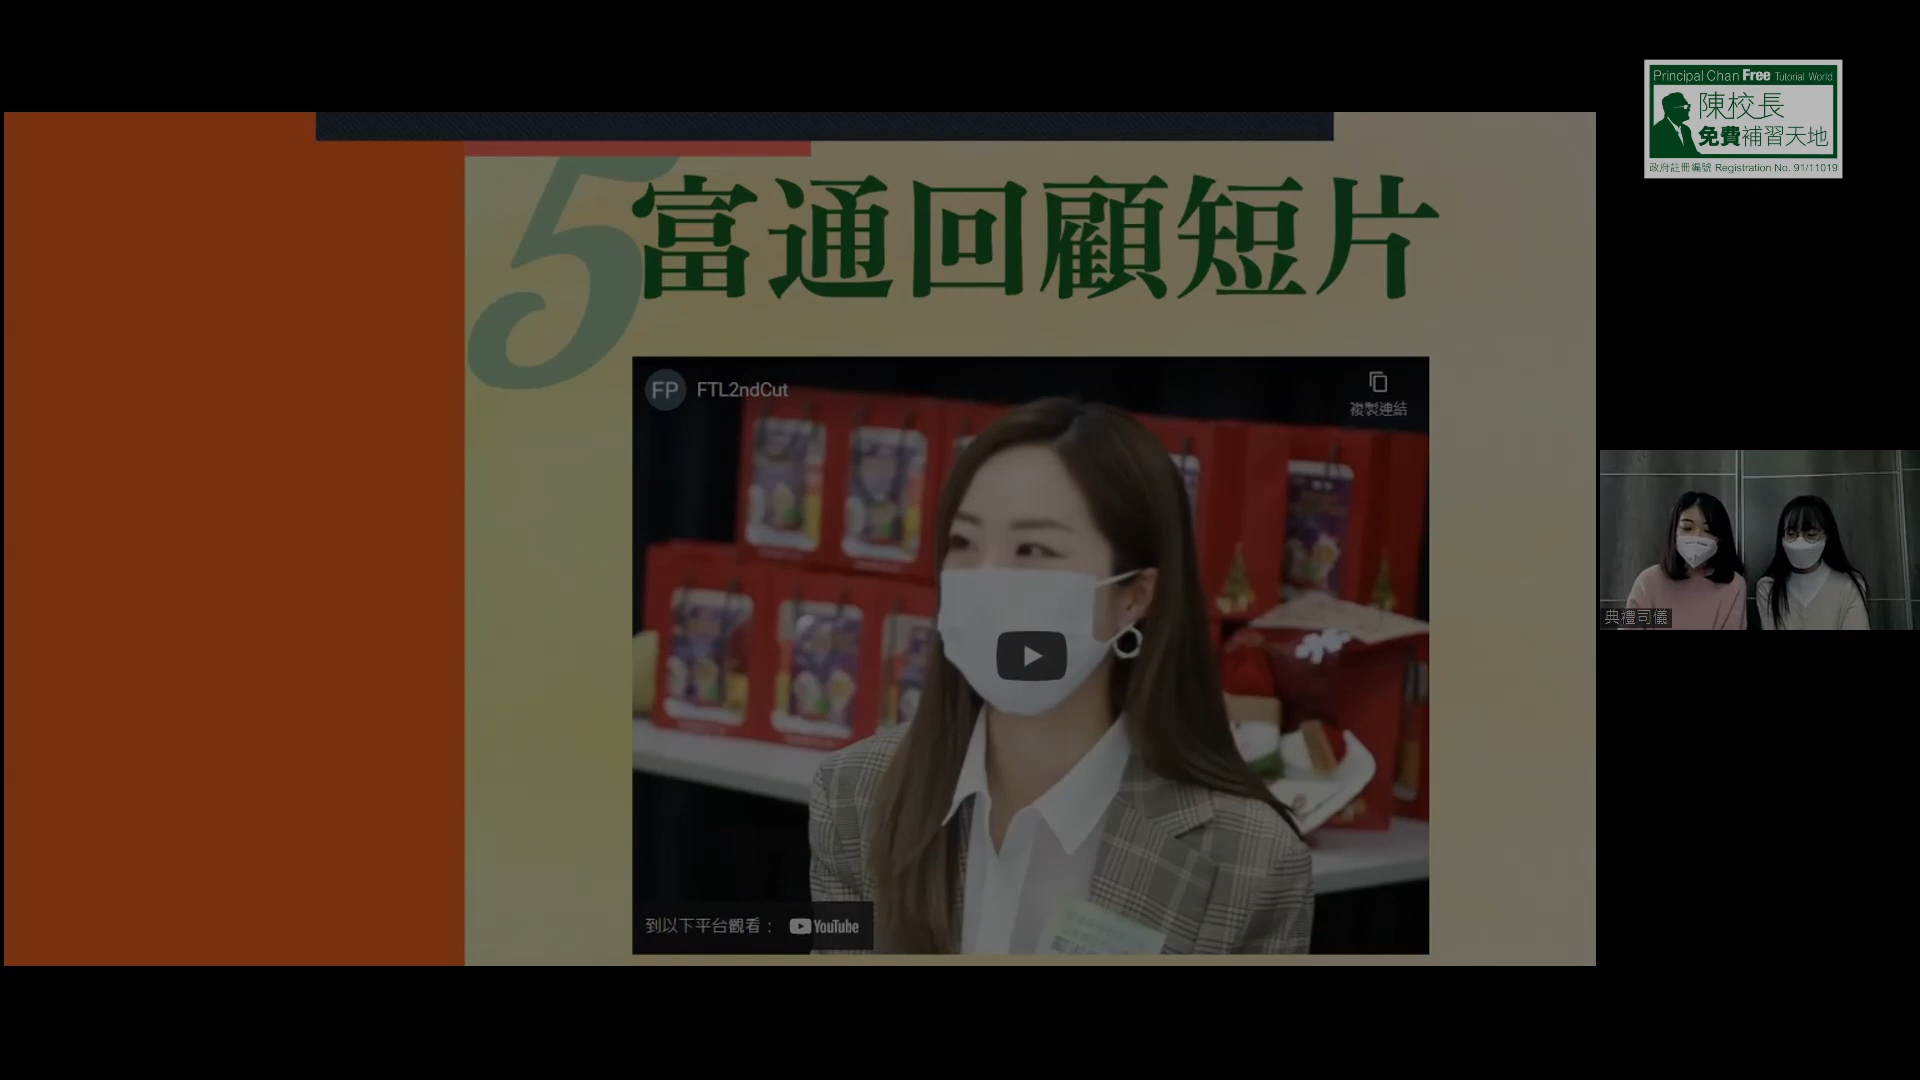 Principal Chan Free Tutorial World
陳校長
免費補習天地
政府註冊編號 Registration No. 91/11019
5
富通回顧短片
FP FTL2ndCut
複製連結
到以下平台觀看：YouTube
典禮司儀